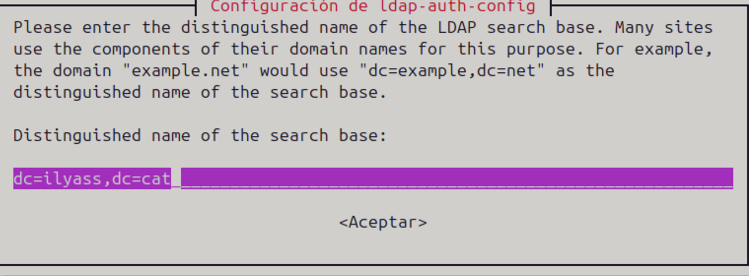 Configuración de ldap-auth-config
Please enter the distinguished name of the LDAP search base. Many sites
use the components of their domain names for this purpose. For example,
the domain "example.net" would use "dc=example,dc=net" as the
distinguished name of the search base.
Distinguished name of the search base:
dc=ilyass,dc=cat
<Aceptar>